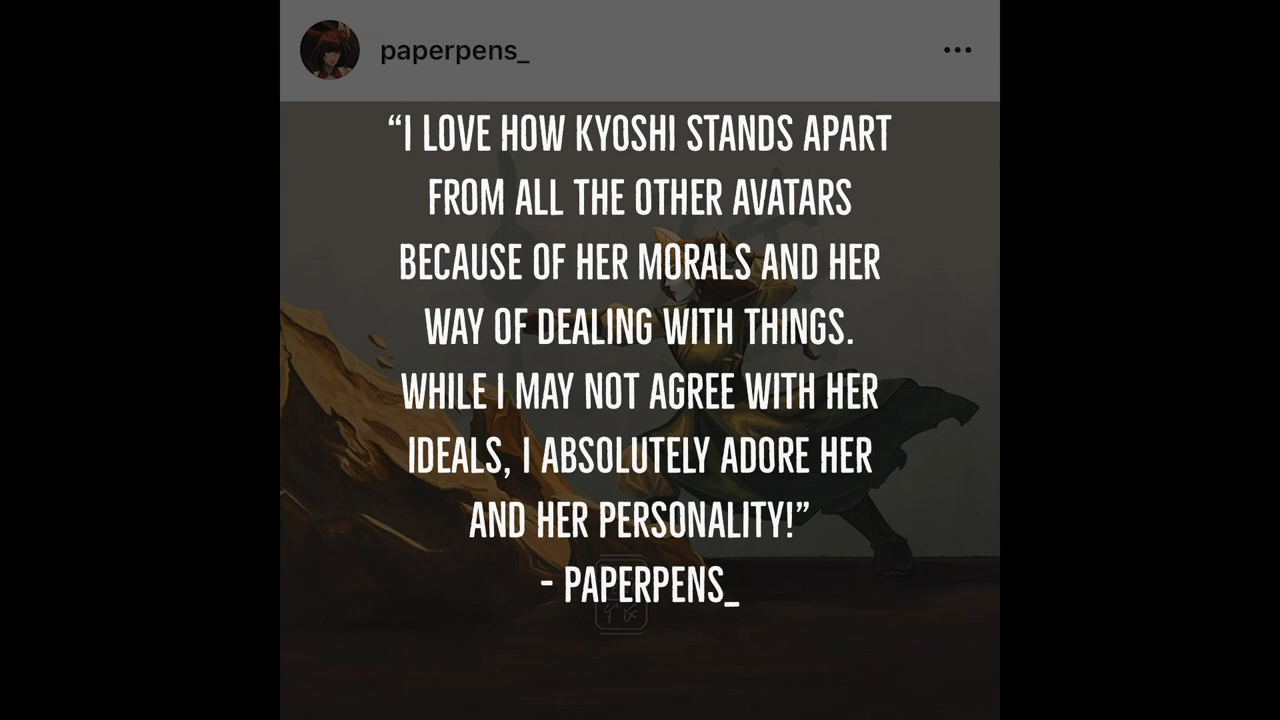 paperpens_
“I LOVE HOW KYOSHI STANDS APART
FROM ALL THE OTHER AVATARS
BECAUSE OF HER MORALS AND HER
WAY OF DEALING WITH THINGS.
WHILE I MAY NOT AGREE WITH HER
IDEALS, I ABSOLUTELY ADORE HER
AND HER PERSONALITY!”
- PAPERPENS_